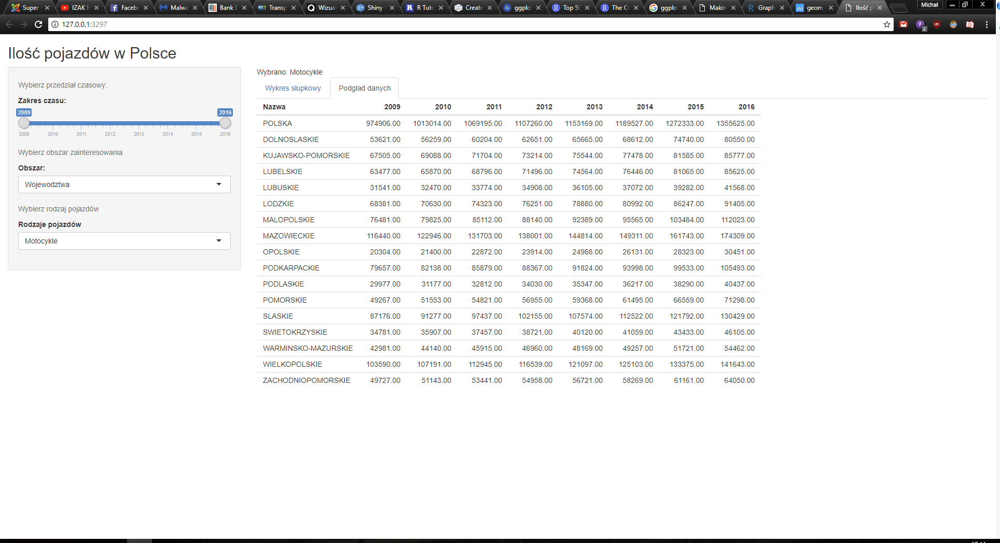 Super
IZAK I
Facebo
Malwa
Bank D
Transp
Wizual
Shiny
R Tuto
Create
ggplo
Top 50
The Co
ggplo
Makin
Graph
geom_
Ilość p
Michał
127.0.0.1:3297
2
Ilość pojazdów w Polsce
Wybierz przedział czasowy:
Zakres czasu:
2009 2016
2009 2010 2011 2012 2013 2014 2015 2016
Wybierz obszar zainteresowania
Obszar:
Wojewodztwa
Wybierz rodzaj pojazdów
Rodzaje pojazdów
Motocykle
Wybrano: Motocykle
Wykres słupkowy Podglad danych
Nazwa 2009 2010 2011 2012 2013 2014 2015 2016
POLSKA 974906.00 1013014.00 1069195.00 1107260.00 1153169.00 1189527.00 1272333.00 1355625.00
DOLNOSLASKIE 53621.00 56259.00 60204.00 62651.00 65665.00 68612.00 74740.00 80550.00
KUJAWSKO-POMORSKIE 67505.00 69088.00 71704.00 73214.00 75544.00 77478.00 81585.00 85777.00
LUBELSKIE 63477.00 65870.00 68796.00 71496.00 74564.00 76446.00 81065.00 85625.00
LUBUSKIE 31541.00 32470.00 33774.00 34908.00 36105.00 37072.00 39282.00 41568.00
LODZKIE 68381.00 70630.00 74323.00 76251.00 78880.00 80992.00 86247.00 91405.00
MALOPOLSKIE 76481.00 79825.00 85112.00 88140.00 92389.00 95565.00 103484.00 112023.00
MAZOWIECKIE 116440.00 122946.00 131703.00 138001.00 144814.00 149311.00 161743.00 174309.00
OPOLSKIE 20304.00 21400.00 22872.00 23914.00 24988.00 26131.00 28323.00 30451.00
PODKARPACKIE 79657.00 82138.00 85879.00 88367.00 91824.00 93998.00 99533.00 105493.00
PODLASKIE 29977.00 31177.00 32812.00 34030.00 35347.00 36217.00 38290.00 40437.00
POMORSKIE 49267.00 51553.00 54821.00 56955.00 59368.00 61495.00 66559.00 71298.00
SLASKIE 87176.00 91277.00 97437.00 102155.00 107574.00 112522.00 121792.00 130429.00
SWIETOKRZYSKIE 34781.00 35907.00 37457.00 38721.00 40120.00 41059.00 43433.00 46105.00
WARMINSKO-MAZURSKIE 42981.00 44140.00 45915.00 46960.00 48169.00 49257.00 51721.00 54462.00
WIELKOPOLSKIE 103590.00 107191.00 112945.00 116539.00 121097.00 125103.00 133375.00 141643.00
ZACHODNIOPOMORSKIE 49727.00 51143.00 53441.00 54958.00 56721.00 58269.00 61161.00 64050.00